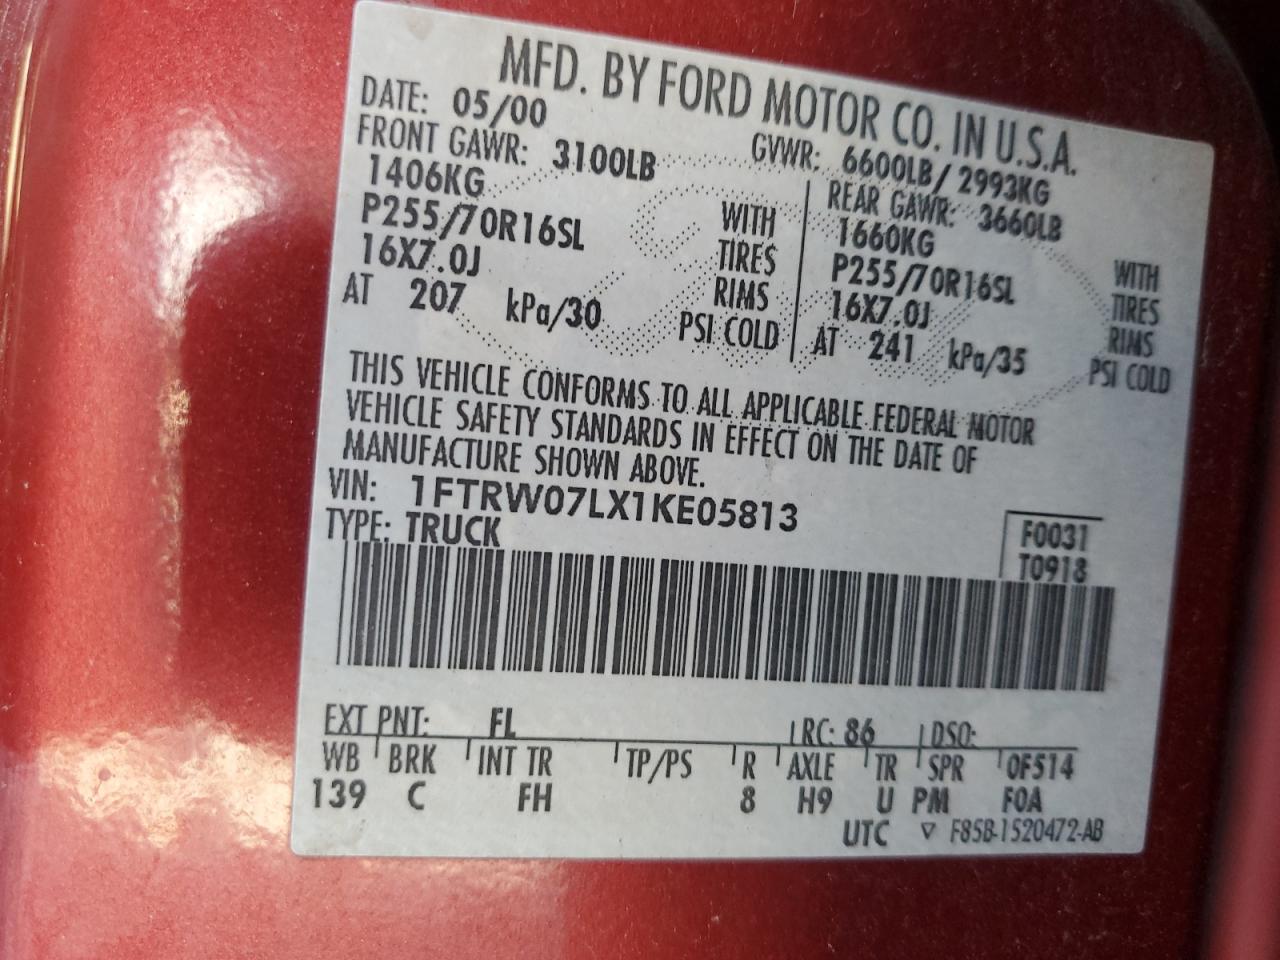 MFD. BY FORD MOTOR CO. IN U.S.A.
DATE: 05/00 GVWR: 6600LB/ 2993KG
FRONT GAWR: 3100LB REAR GAWR: 3660LB
1406KG WITH 1660KG WITH
P255/70R16SL TIRES P255/70R16SL TIRES
16X7.0J RIMS 16X7.0J RIMS
AT 207 kPa/30 PSI COLD AT 241 kPa/35 PSI COLD
THIS VEHICLE CONFORMS TO ALL APPLICABLE FEDERAL MOTOR
VEHICLE SAFETY STANDARDS IN EFFECT ON THE DATE OF
MANUFACTURE SHOWN ABOVE.
VIN: 1FTRW07LX1KE05813
TYPE: TRUCK
F0031
T0918
EXT PNT: FL RC: 86 DSO:
WB BRK INT TR TP/PS R AXLE TR SPR 0F514
139 C FH 8 H9 U PM F0A
UTC ▽ F85B-1520472-AB